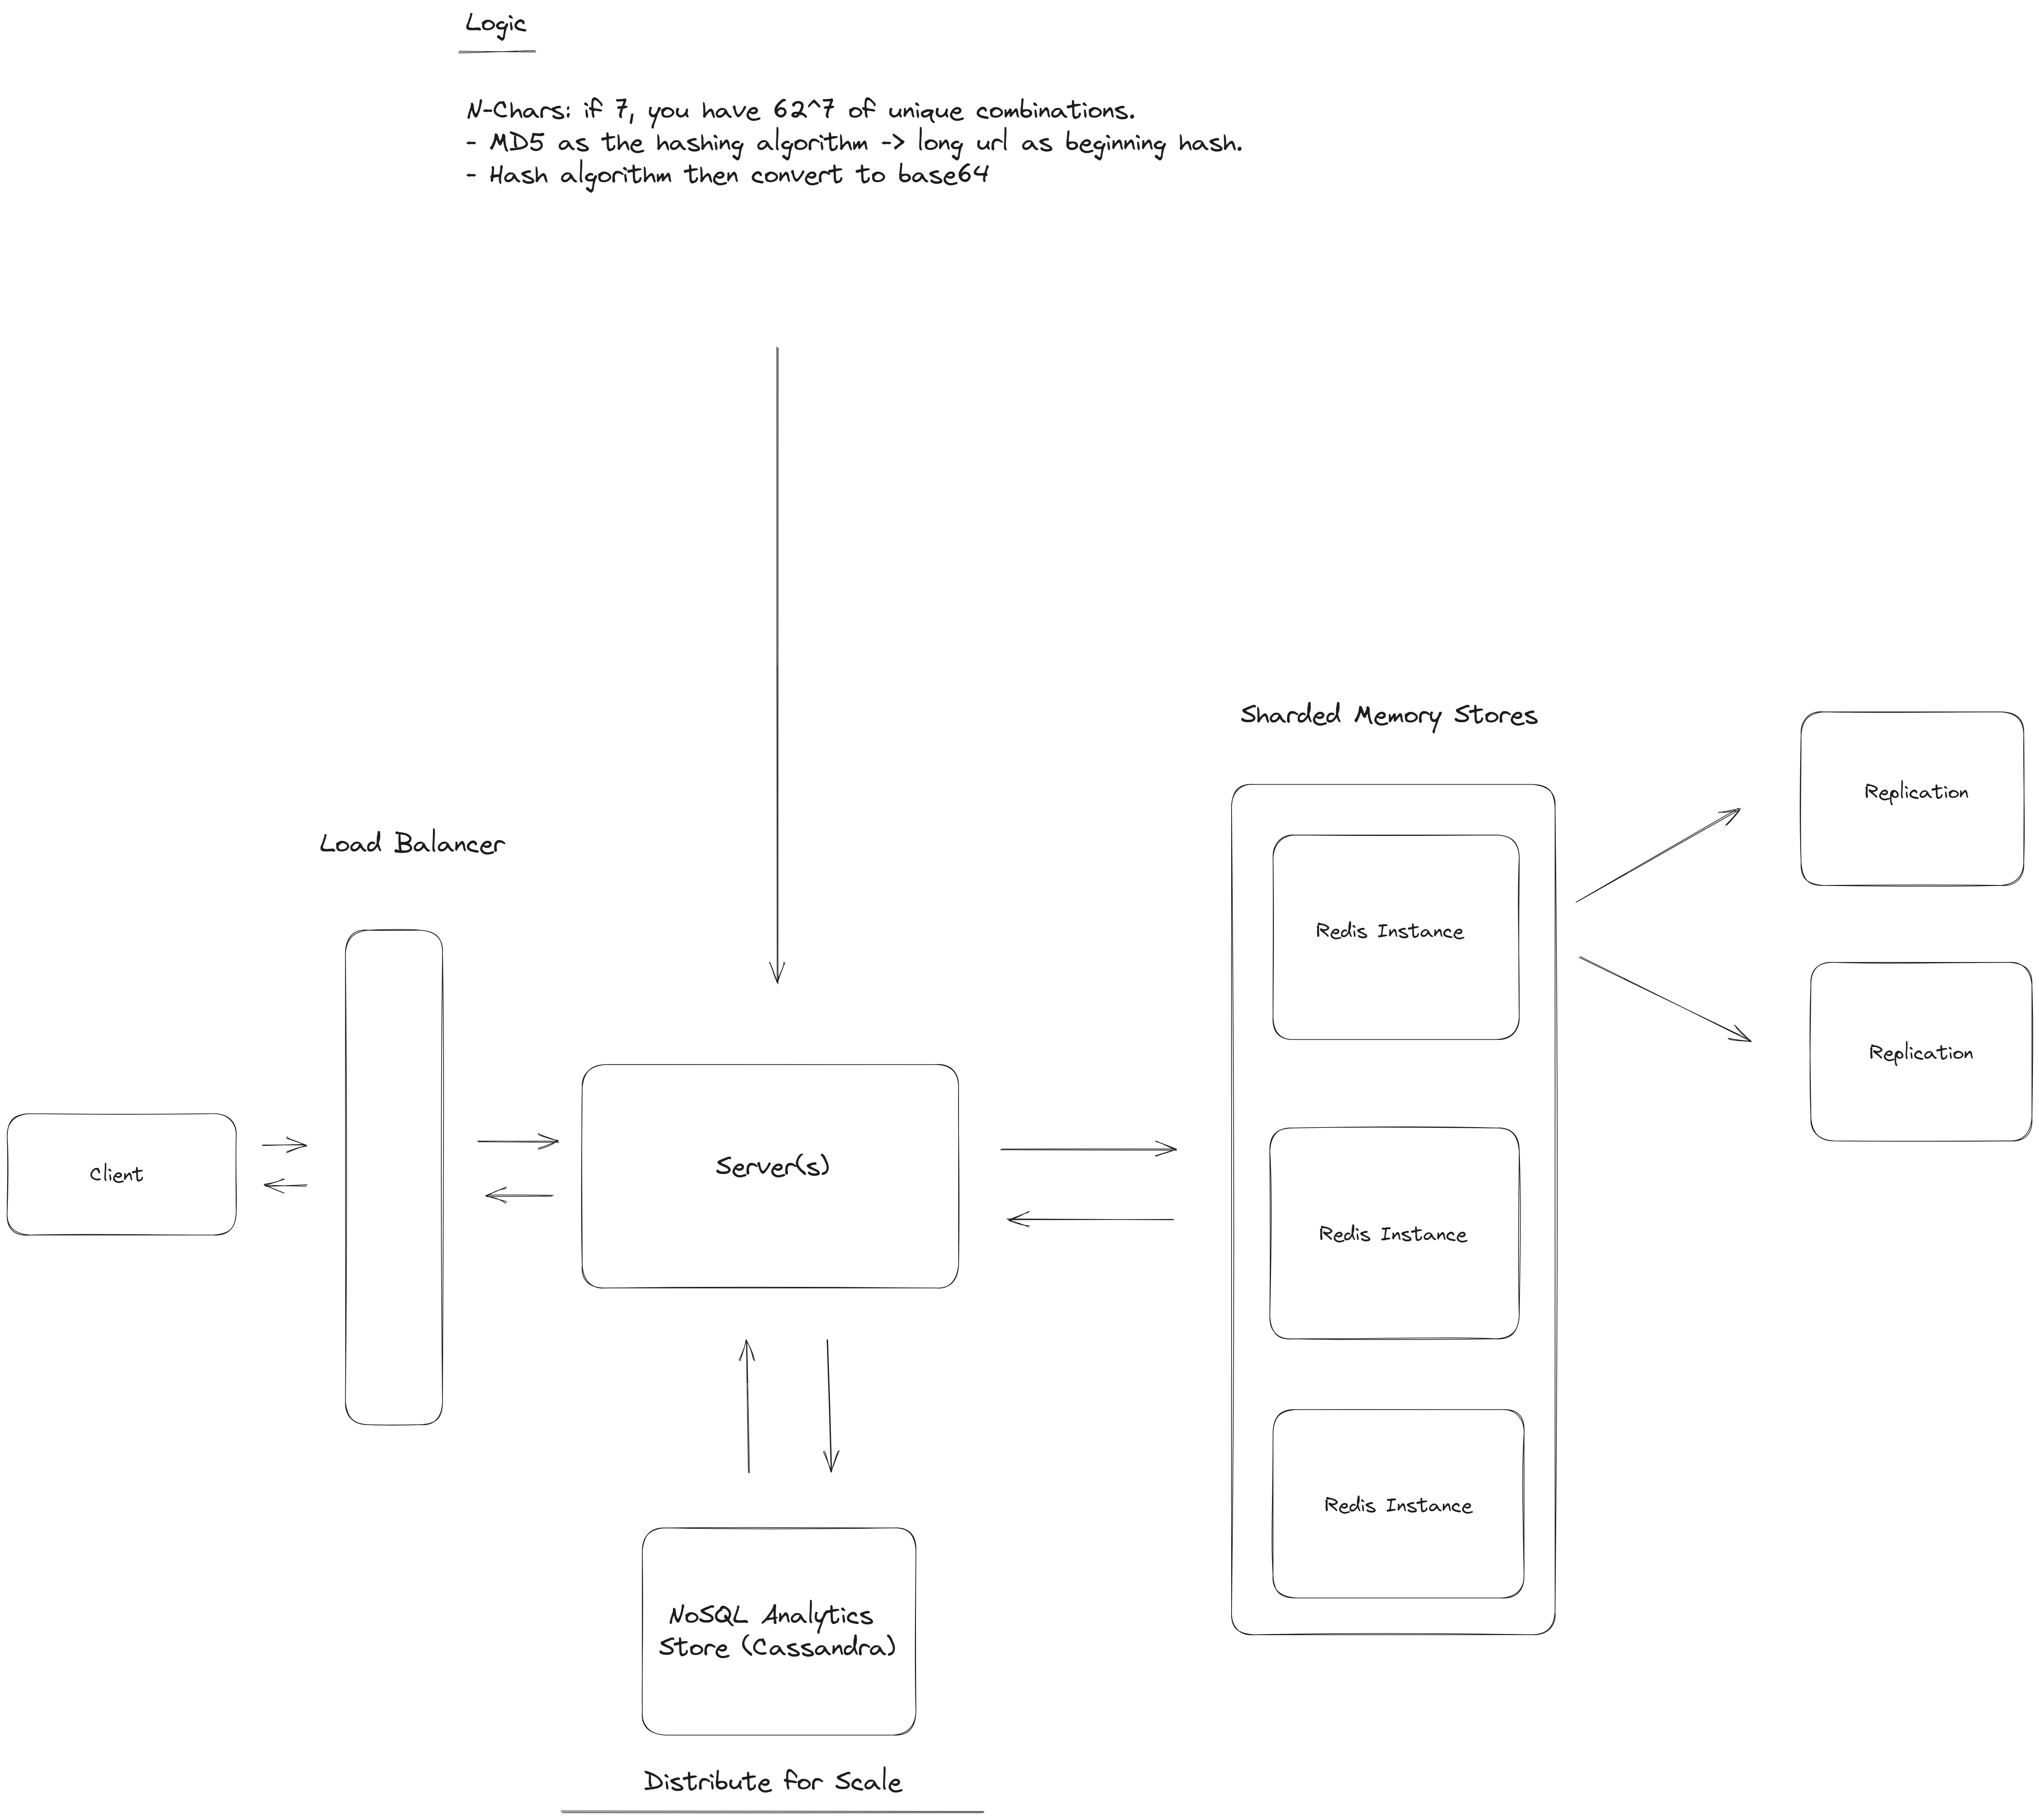 Logic
N-Chars: if 7, you have 62^7 of unique combinations.
- MD5 as the hashing algorithm -> long url as beginning hash.
- Hash algorithm then convert to base64
Sharded Memory Stores
Replication
Load Balancer
Redis Instance
Replication
Client
Server(s)
Redis Instance
Redis Instance
NoSQL Analytics
Store (Cassandra)
Distribute for Scale